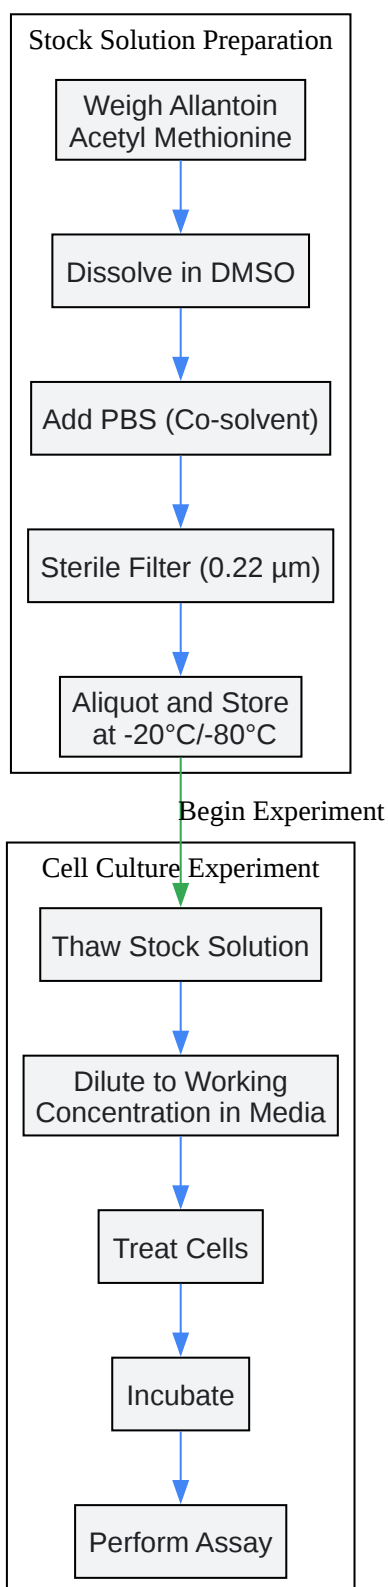 Stock Solution Preparation
Weigh Allantoin
Acetyl Methionine
Dissolve in DMSO
Add PBS (Co-solvent)
Sterile Filter (0.22 µm)
Aliquot and Store
at -20°C/-80°C
Begin Experiment
Cell Culture Experiment
Thaw Stock Solution
Dilute to Working
Concentration in Media
Treat Cells
Incubate
Perform Assay